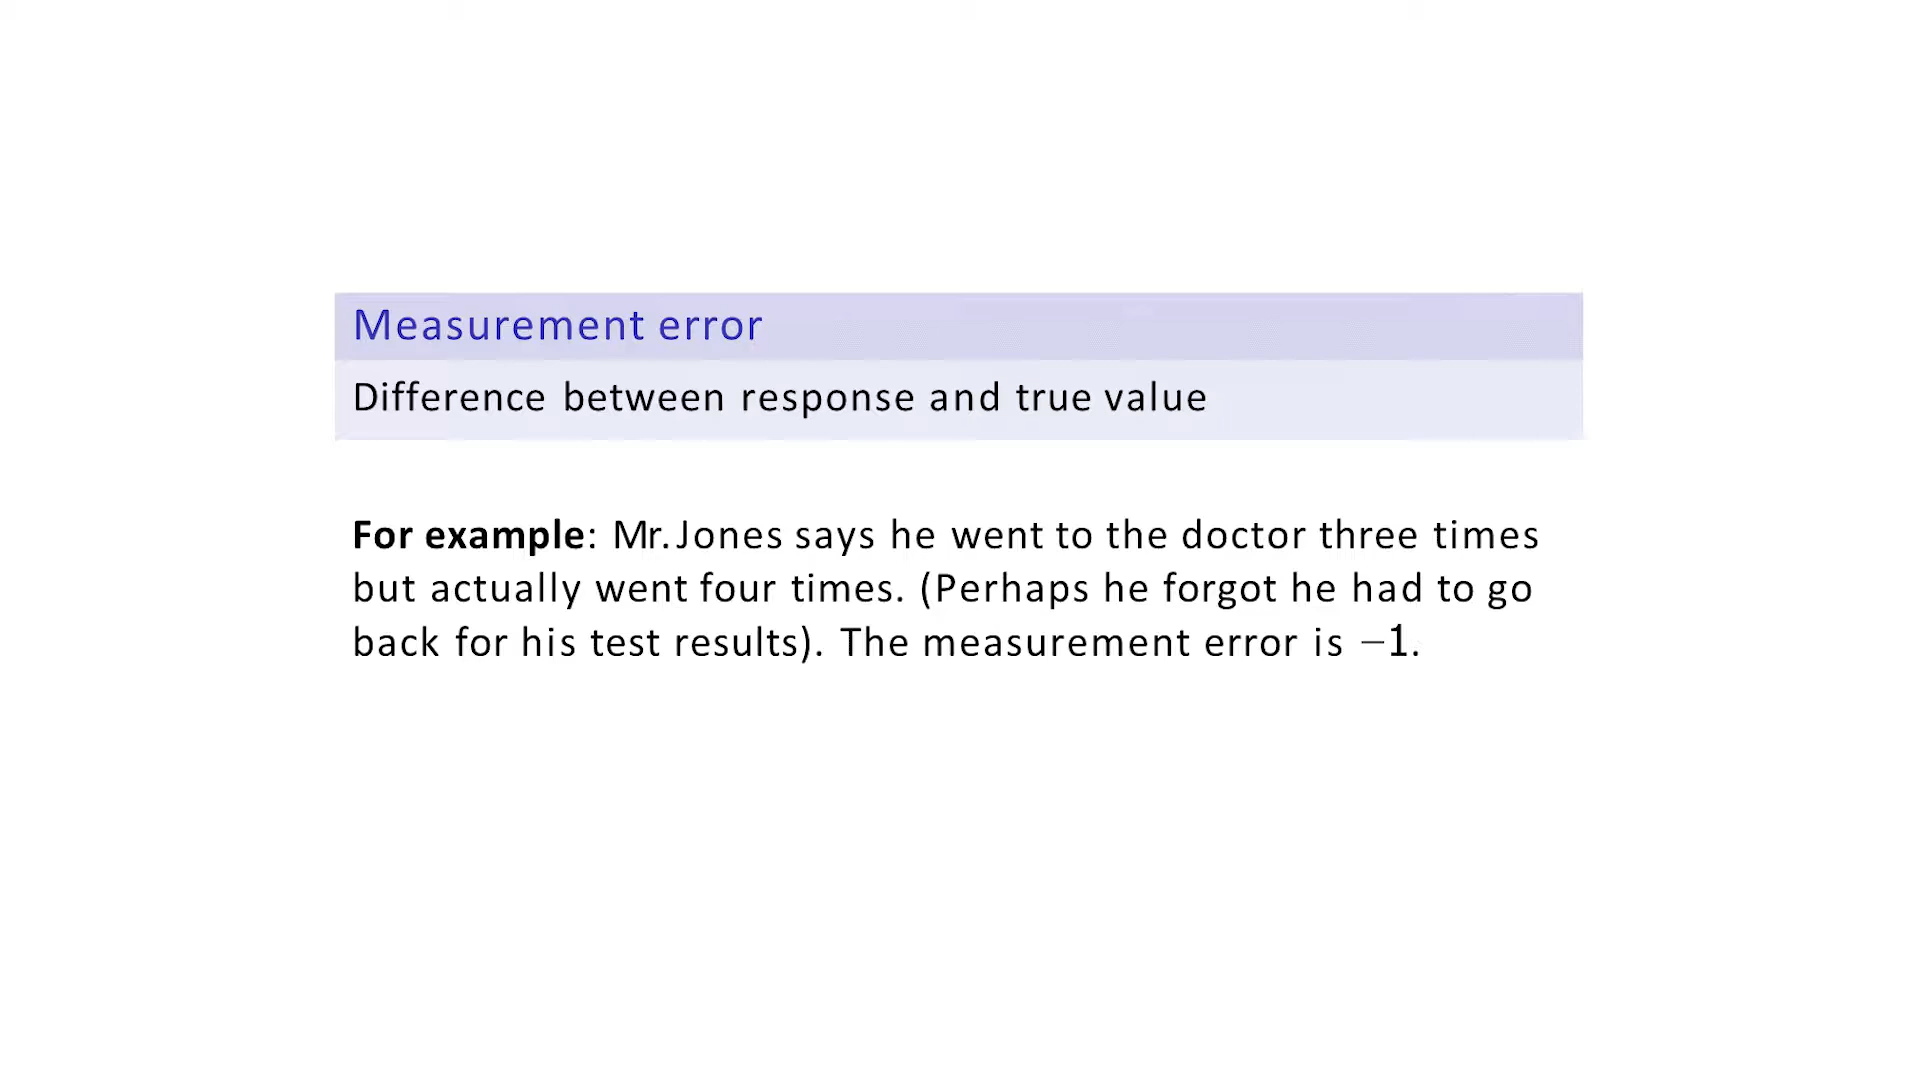 Measurement error
Difference between response and true value
For example: Mr. Jones says he went to the doctor three times
but actually went four times. (Perhaps he forgot he had to go
back for his test results). The measurement error is −1.